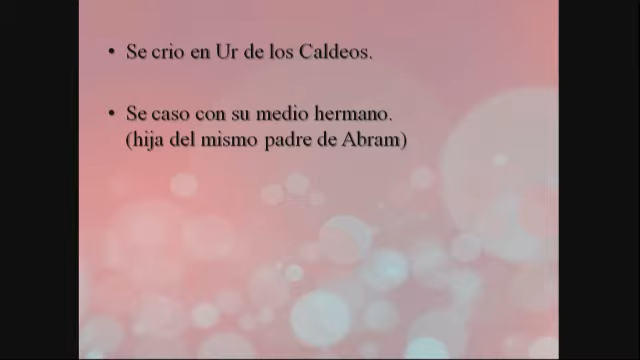 • Se crio en Ur de los Caldeos.
• Se caso con su medio hermano.
(hija del mismo padre de Abram)